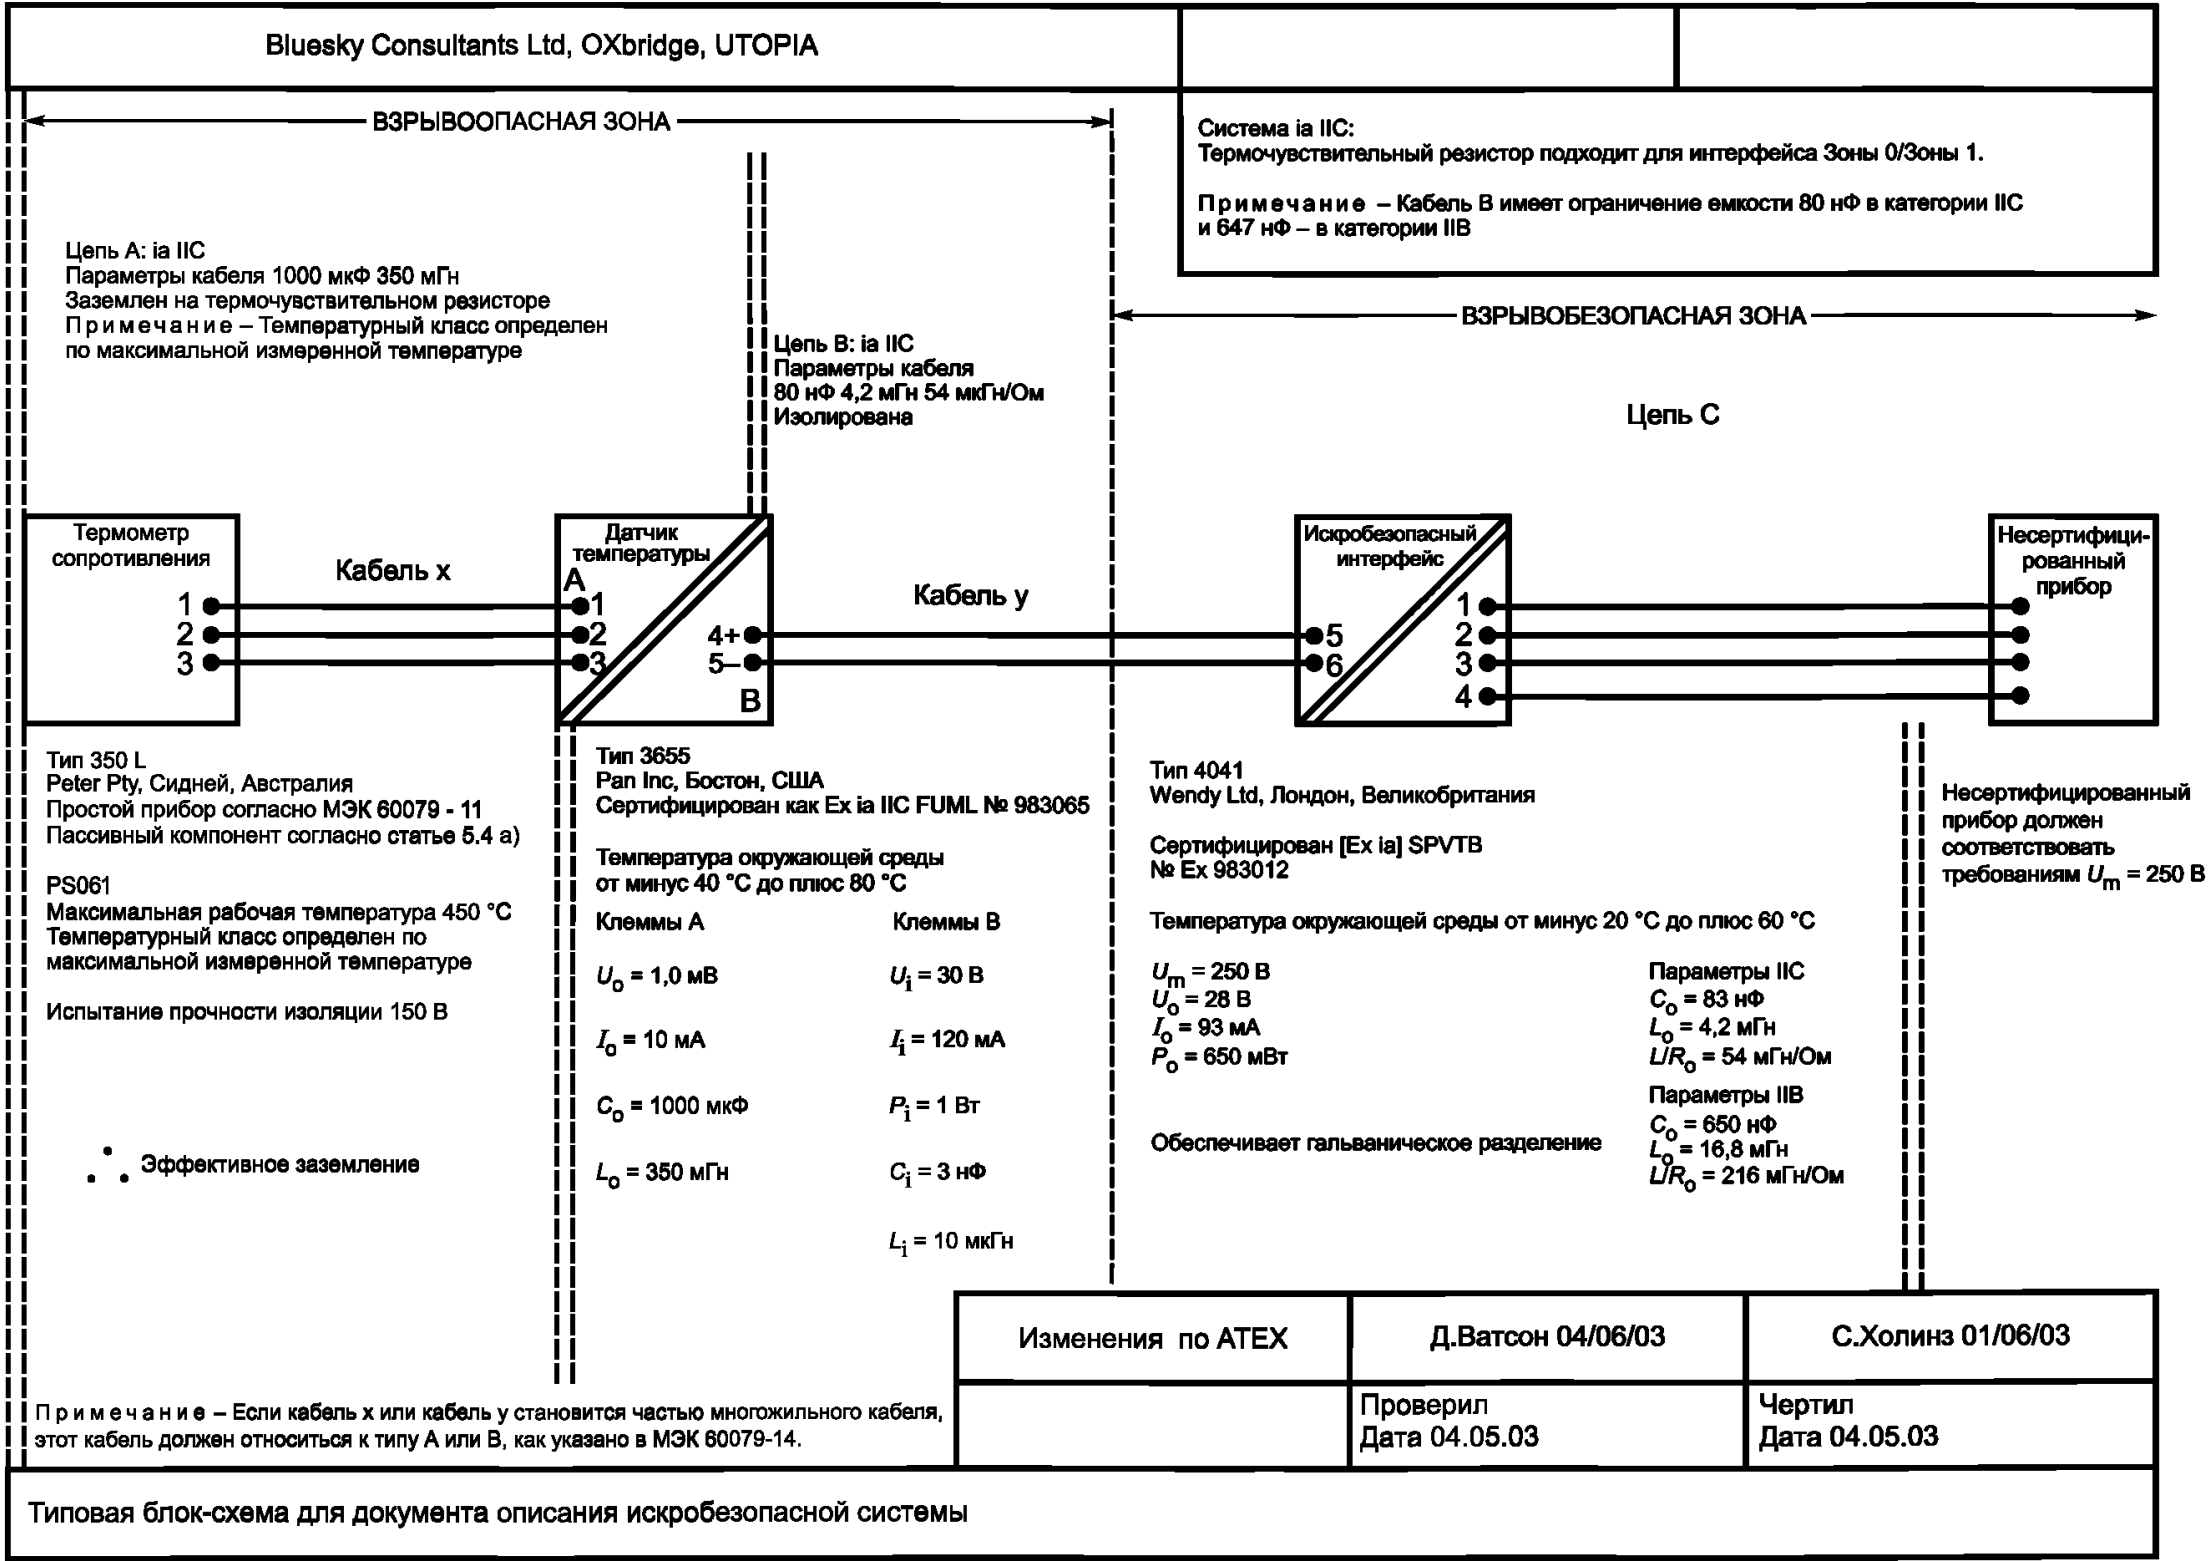 Bluesky Consultants Ltd, OXbridge, UTOPIA
ВЗРЫВООПАСНАЯ ЗОНА
Система ia IIC:
Термочувствительный резистор подходит для интерфейса Зоны 0/Зоны 1.
Примечание – Кабель В имеет ограничение емкости 80 нФ в категории IIC
и 647 нФ – в категории IIB
Цепь А: ia IIC
Параметры кабеля 1000 мкФ 350 мГн
Заземлен на термочувствительном резисторе
Примечание – Температурный класс определен
по максимальной измеренной температуре
ВЗРЫВОБЕЗОПАСНАЯ ЗОНА
Цепь В: ia IIC
Параметры кабеля
80 нФ 4,2 мГн 54 мкГн/Ом
Изолирована
Цепь С
Термометр
сопротивления
1
2
3
Кабель х
Датчик
температуры
А
1
2
3
4+
5–
В
Кабель у
Искробезопасный
интерфейс
5
6
1
2
3
4
Несертифици-
рованный
прибор
Тип 350 L
Peter Pty, Сидней, Австралия
Простой прибор согласно МЭК 60079 - 11
Пассивный компонент согласно статье 5.4 а)
PS061
Максимальная рабочая температура 450 °С
Температурный класс определен по
максимальной измеренной температуре
Испытание прочности изоляции 150 В
Эффективное заземление
Тип 3655
Pan Inc, Бостон, США
Сертифицирован как Ex ia IIC FUML № 983065
Температура окружающей среды
от минус 40 °С до плюс 80 °С
Клеммы А
Uo = 1,0 мВ
Io = 10 мА
Co = 1000 мкФ
Lo = 350 мГн
Клеммы В
Ui = 30 В
Ii = 120 мА
Pi = 1 Вт
Ci = 3 нФ
Li = 10 мкГн
Тип 4041
Wendy Ltd, Лондон, Великобритания
Сертифицирован [Ex ia] SPVTB
№ Ex 983012
Температура окружающей среды от минус 20 °С до плюс 60 °С
Um = 250 В
Uo = 28 В
Io = 93 мА
Po = 650 мВт
Обеспечивает гальваническое разделение
Параметры IIC
Co = 83 нФ
Lo = 4,2 мГн
L/Ro = 54 мГн/Ом
Параметры IIB
Co = 650 нФ
Lo = 16,8 мГн
L/Ro = 216 мГн/Ом
Несертифицированный
прибор должен
соответствовать
требованиям Um = 250 В
Изменения по ATEX
Д.Ватсон 04/06/03
С.Холинз 01/06/03
Проверил
Дата 04.05.03
Чертил
Дата 04.05.03
Примечание – Если кабель х или кабель у становится частью многожильного кабеля,
этот кабель должен относиться к типу А или В, как указано в МЭК 60079-14.
Типовая блок-схема для документа описания искробезопасной системы